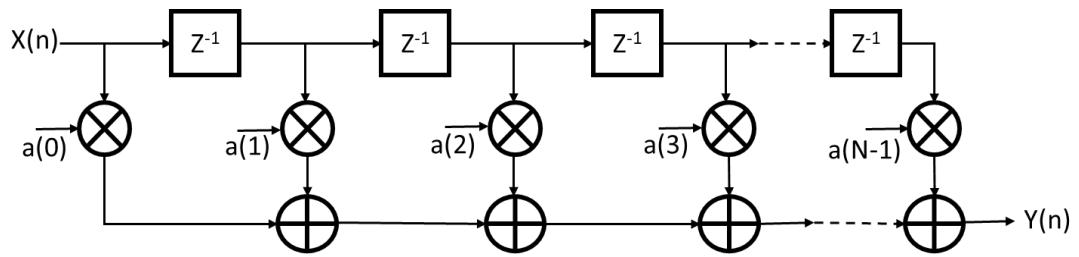 X(n) Z⁻¹ Z⁻¹ Z⁻¹ Z⁻¹
a(0) a(1) a(2) a(3) a(N-1)
Y(n)